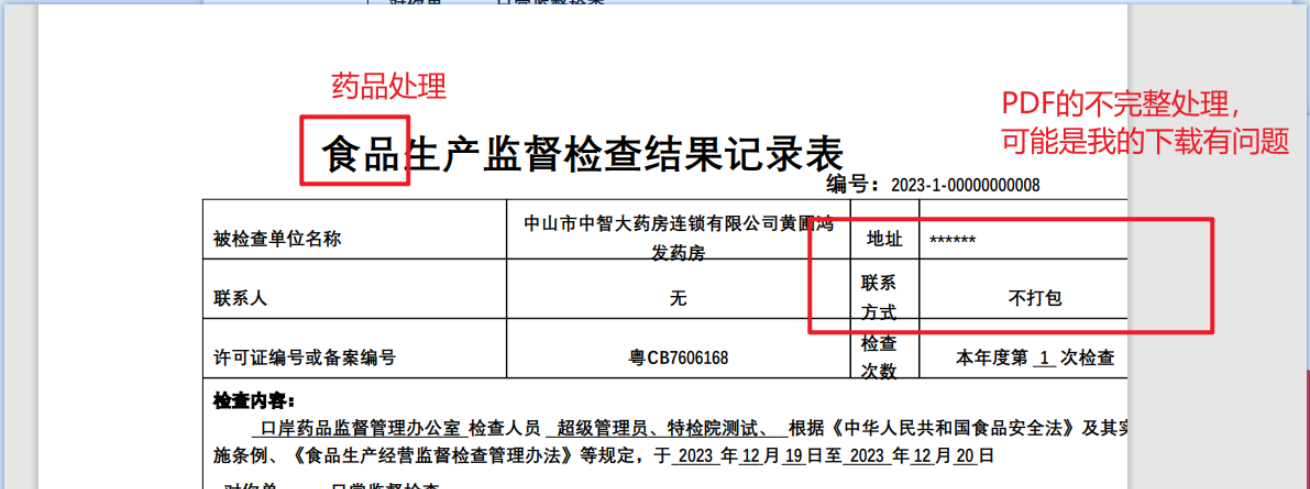 药品处理
PDF的不完整处理，
可能是我的下载有问题
食品生产监督检查结果记录表
编号：2023-1-00000000008
被检查单位名称
中山市中智大药房连锁有限公司黄圃鸿
发药房
地址
******
联系人
无
联系
方式
不打包
许可证编号或备案编号
粤CB7606168
检查
次数
本年度第 1 次检查
检查内容：
口岸药品监督管理办公室 检查人员 超级管理员、特检院测试、 根据《中华人民共和国食品安全法》及其实
施条例、《食品生产经营监督检查管理办法》等规定，于 2023 年 12 月 19 日至 2023 年 12 月 20 日